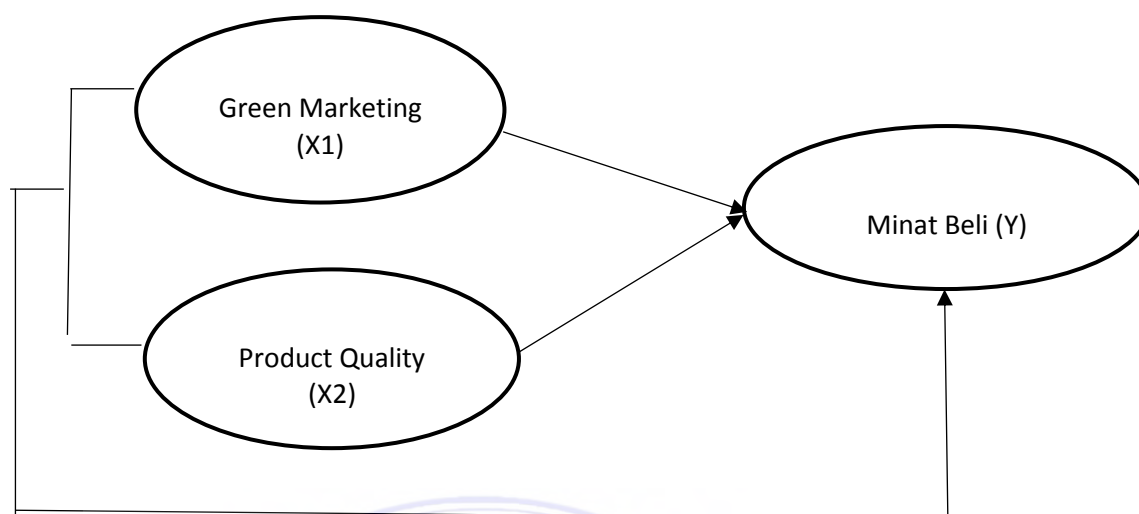 Green Marketing
(X1)
Minat Beli (Y)
Product Quality
(X2)